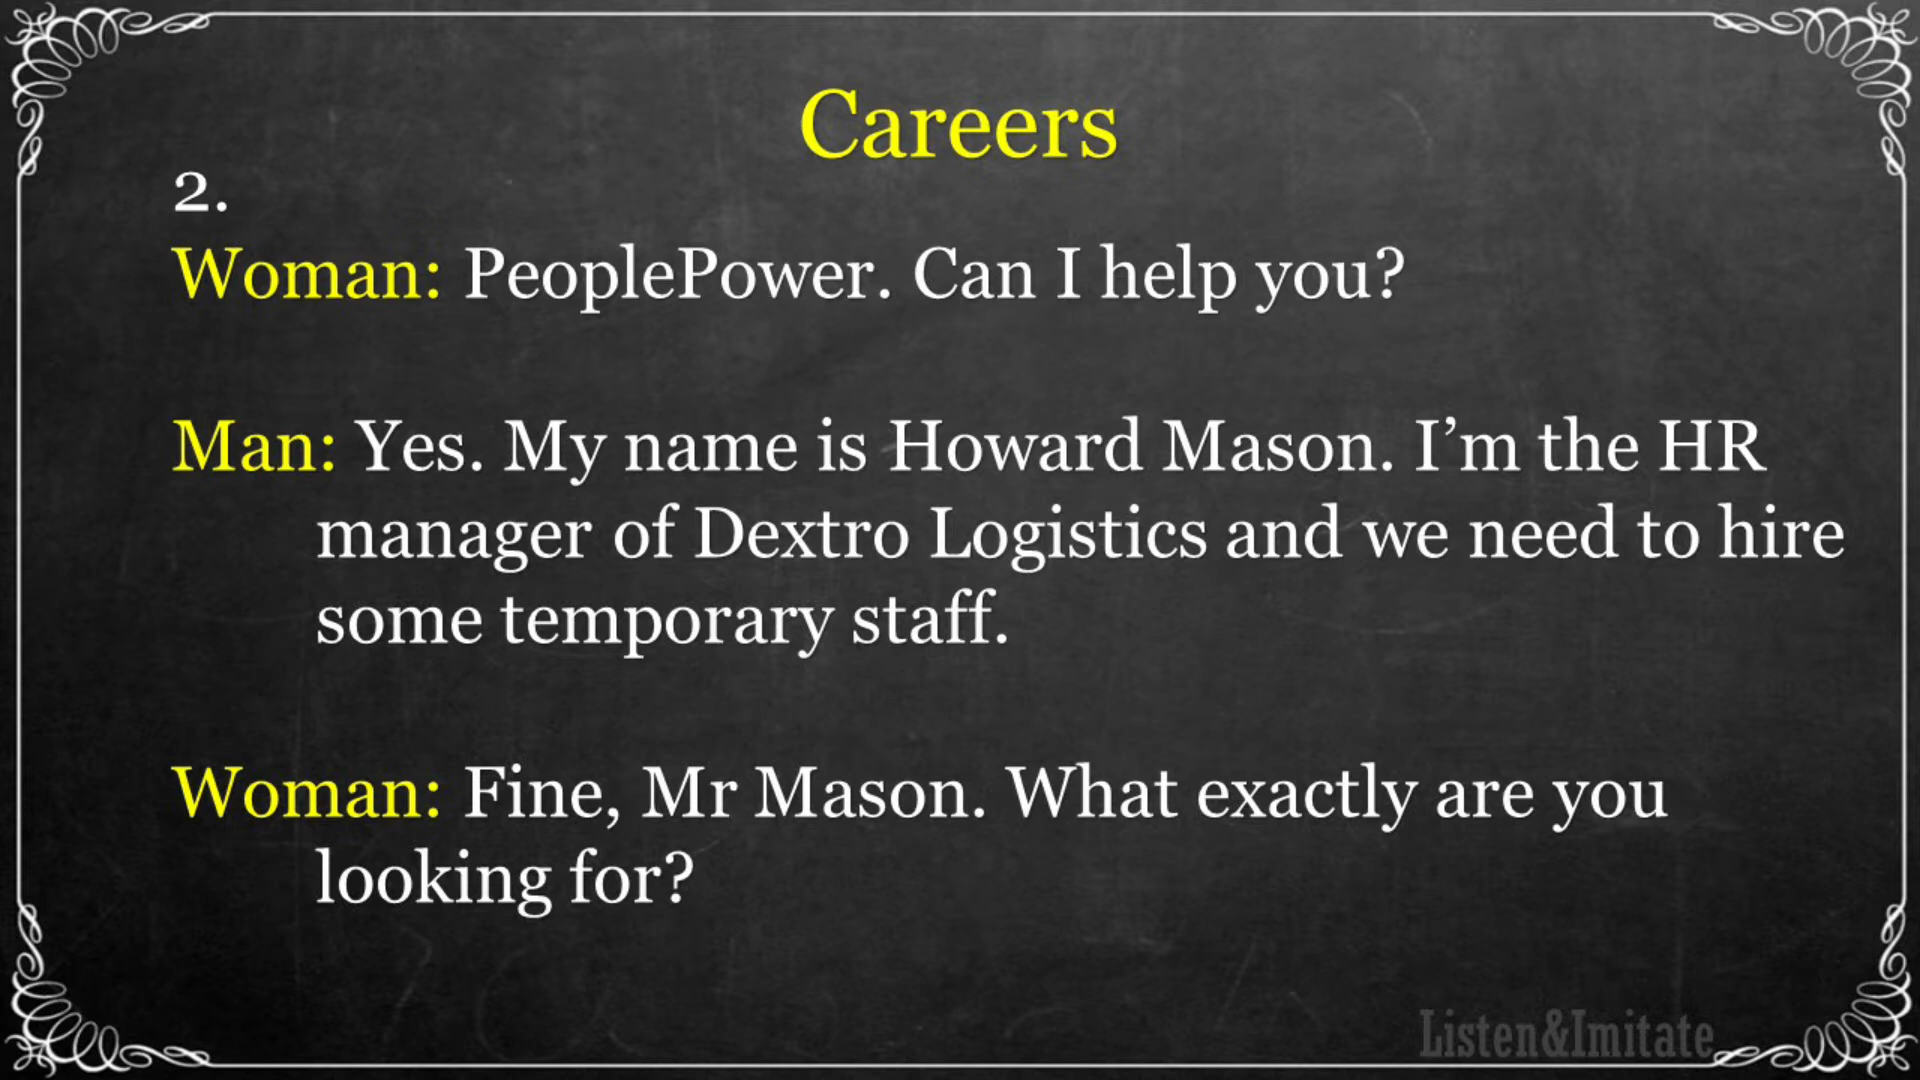 Careers
2.
Woman: PeoplePower. Can I help you?
Man: Yes. My name is Howard Mason. I’m the HR
manager of Dextro Logistics and we need to hire
some temporary staff.
Woman: Fine, Mr Mason. What exactly are you
looking for?
Listen&Imitate